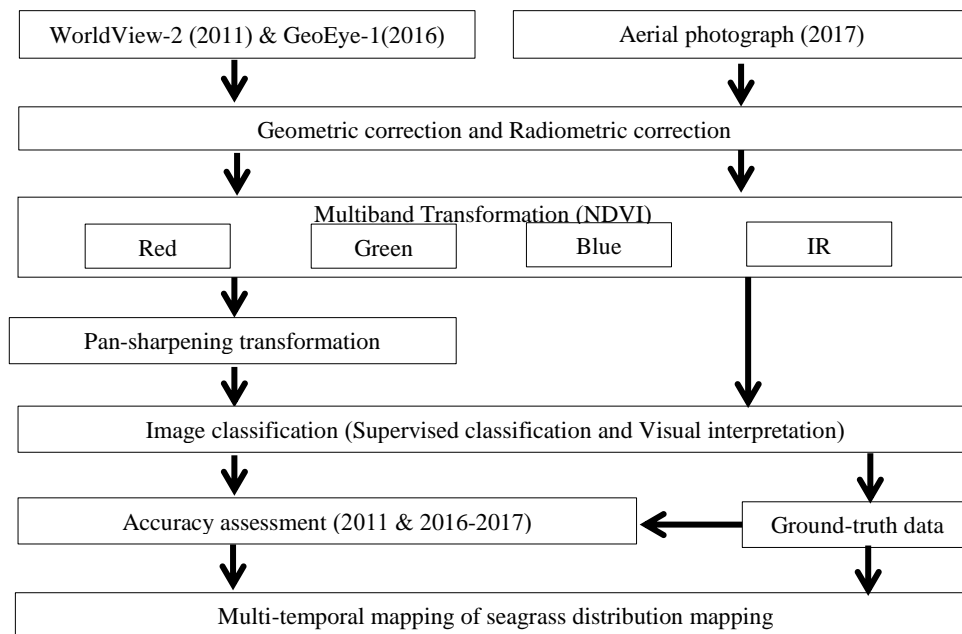 WorldView-2 (2011) & GeoEye-1(2016)
Aerial photograph (2017)
Geometric correction and Radiometric correction
Multiband Transformation (NDVI)
Red
Green
Blue
IR
Pan-sharpening transformation
Image classification (Supervised classification and Visual interpretation)
Accuracy assessment (2011 & 2016-2017)
Ground-truth data
Multi-temporal mapping of seagrass distribution mapping